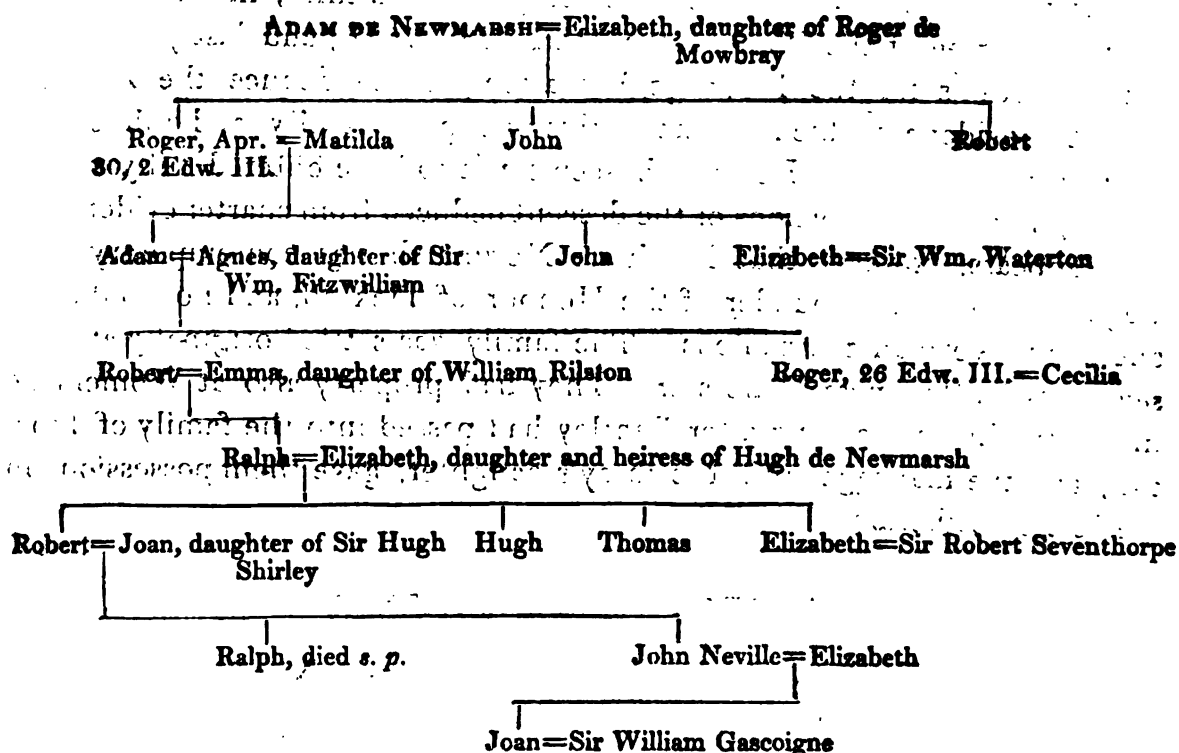 ADAM DE NEWMARSH=Elizabeth, daughter of Roger de
Mowbray
Roger, Apr. =Matilda John Robert
30/2 Edw. III.
Adam=Agnes, daughter of Sir John Elizabeth=Sir Wm. Waterton
Wm. Fitzwilliam
Robert=Emma, daughter of William Rilston Roger, 26 Edw. III.=Cecilia
Ralph=Elizabeth, daughter and heiress of Hugh de Newmarsh
Robert=Joan, daughter of Sir Hugh Hugh Thomas Elizabeth=Sir Robert Seventhorpe
Shirley
Ralph, died s. p. John Neville=Elizabeth
Joan=Sir William Gascoigne